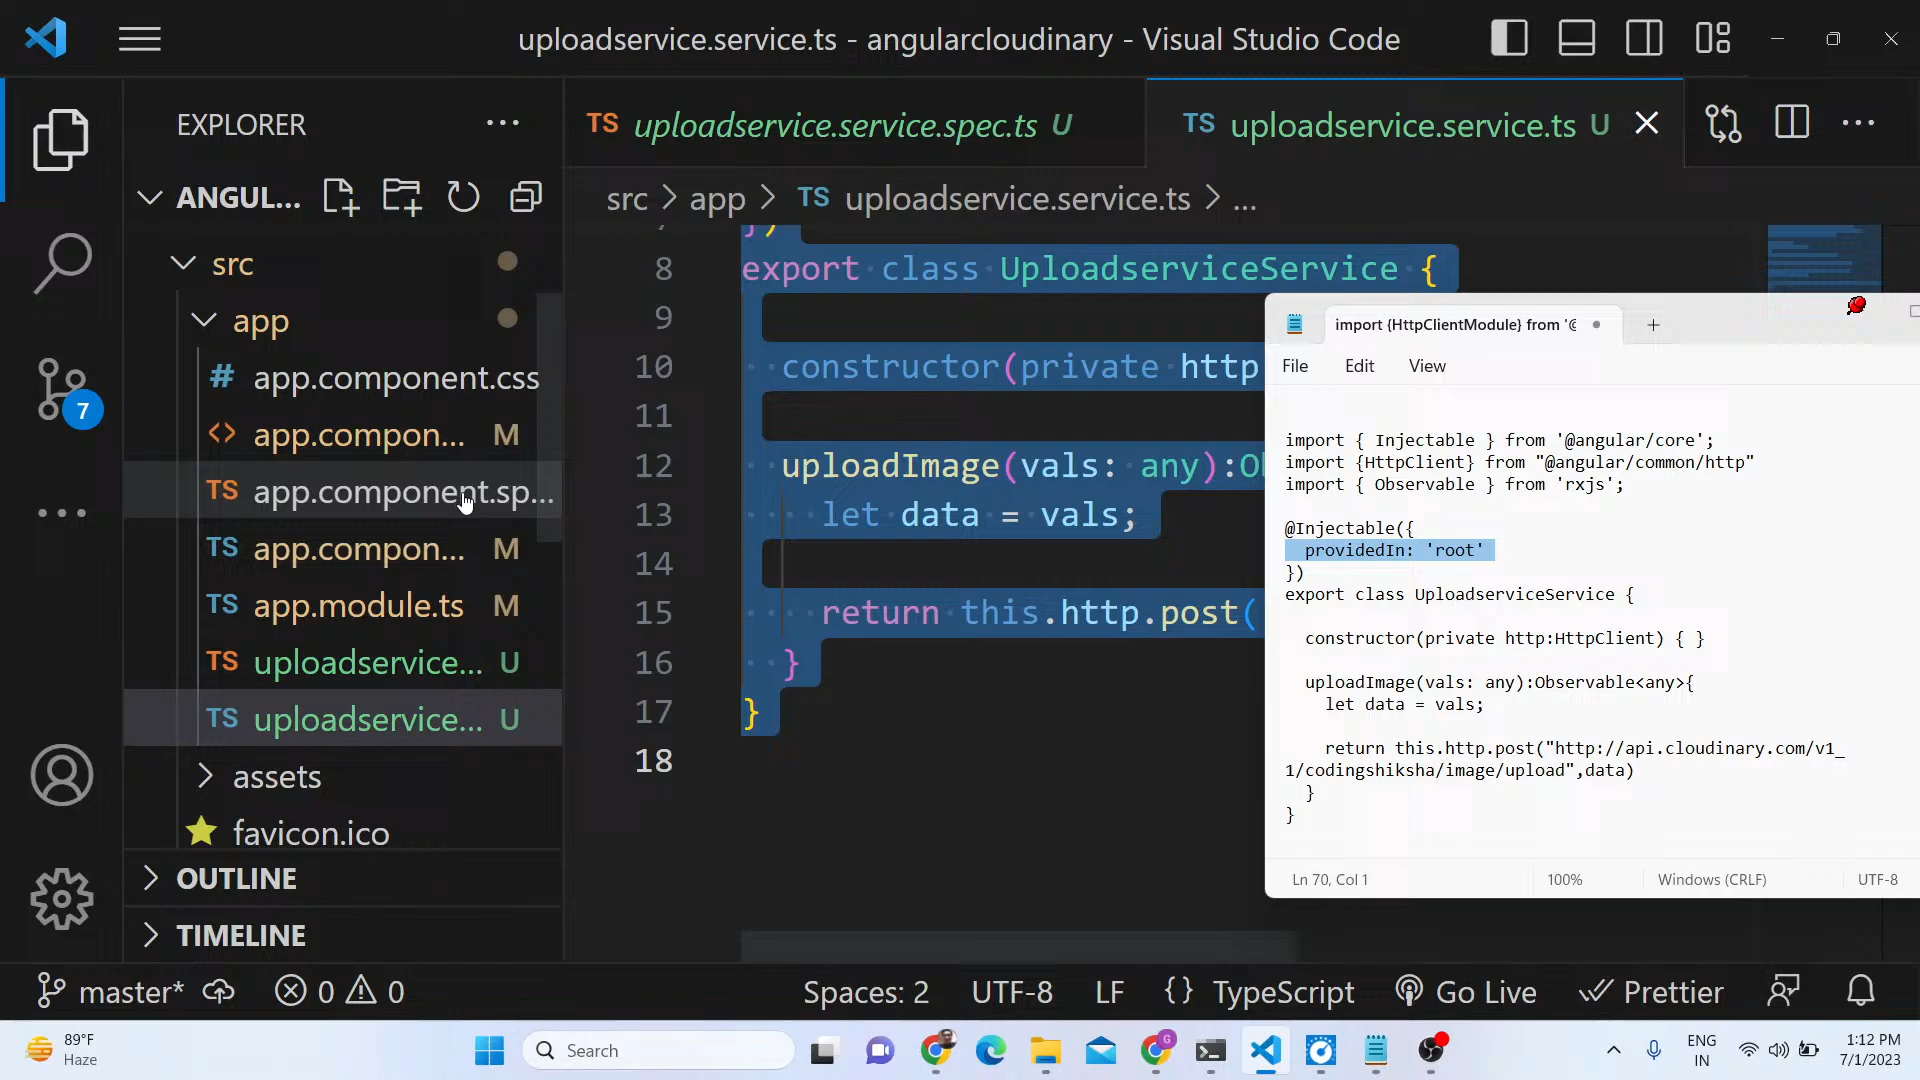 uploadservice.service.ts - angularcloudinary - Visual Studio Code
EXPLORER
ANGUL...
src
app
# app.component.css
<> app.compon... M
TS app.component.sp...
TS app.compon... M
TS app.module.ts M
TS uploadservice... U
TS uploadservice... U
assets
favicon.ico
OUTLINE
TIMELINE
7
TS uploadservice.service.spec.ts U
TS uploadservice.service.ts U
src > app > TS uploadservice.service.ts > ...
})
8 export class UploadserviceService {
9
10 constructor(private http
11
12 uploadImage(vals: any):Ob
13 let data = vals;
14
15 return this.http.post(
16 }
17 }
18
import {HttpClientModule} from '@
File Edit View
import { Injectable } from '@angular/core';
import {HttpClient} from "@angular/common/http"
import { Observable } from 'rxjs';
@Injectable({
providedIn: 'root'
})
export class UploadserviceService {
constructor(private http:HttpClient) { }
uploadImage(vals: any):Observable<any>{
let data = vals;
return this.http.post("http://api.cloudinary.com/v1_
1/codingshiksha/image/upload",data)
}
}
Ln 70, Col 1 100% Windows (CRLF) UTF-8
master* 0 0 Spaces: 2 UTF-8 LF {} TypeScript Go Live Prettier
89°F
Haze
Search
G
ENG
IN
1:12 PM
7/1/2023